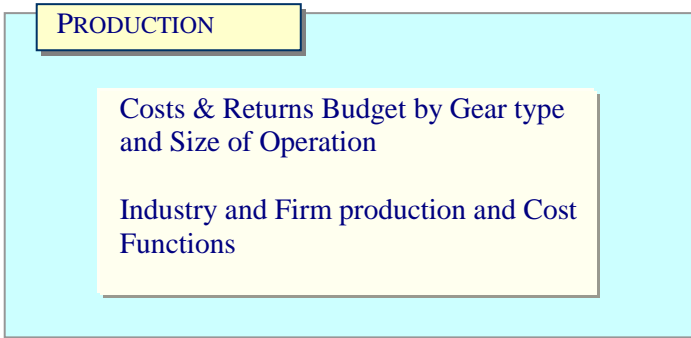 PRODUCTION
Costs & Returns Budget by Gear type
and Size of Operation
Industry and Firm production and Cost
Functions